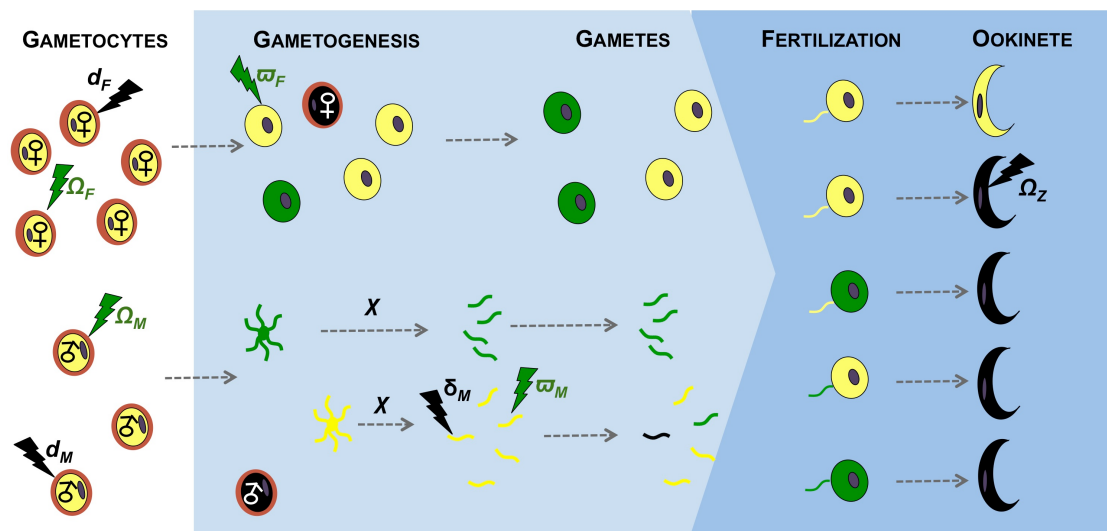 GAMETOCYTES GAMETOGENESIS GAMETES FERTILIZATION OOKINETE
d_F
ϖ_F
Ω_F
Ω_Z
Ω_M
X
X
δ_M
ϖ_M
d_M